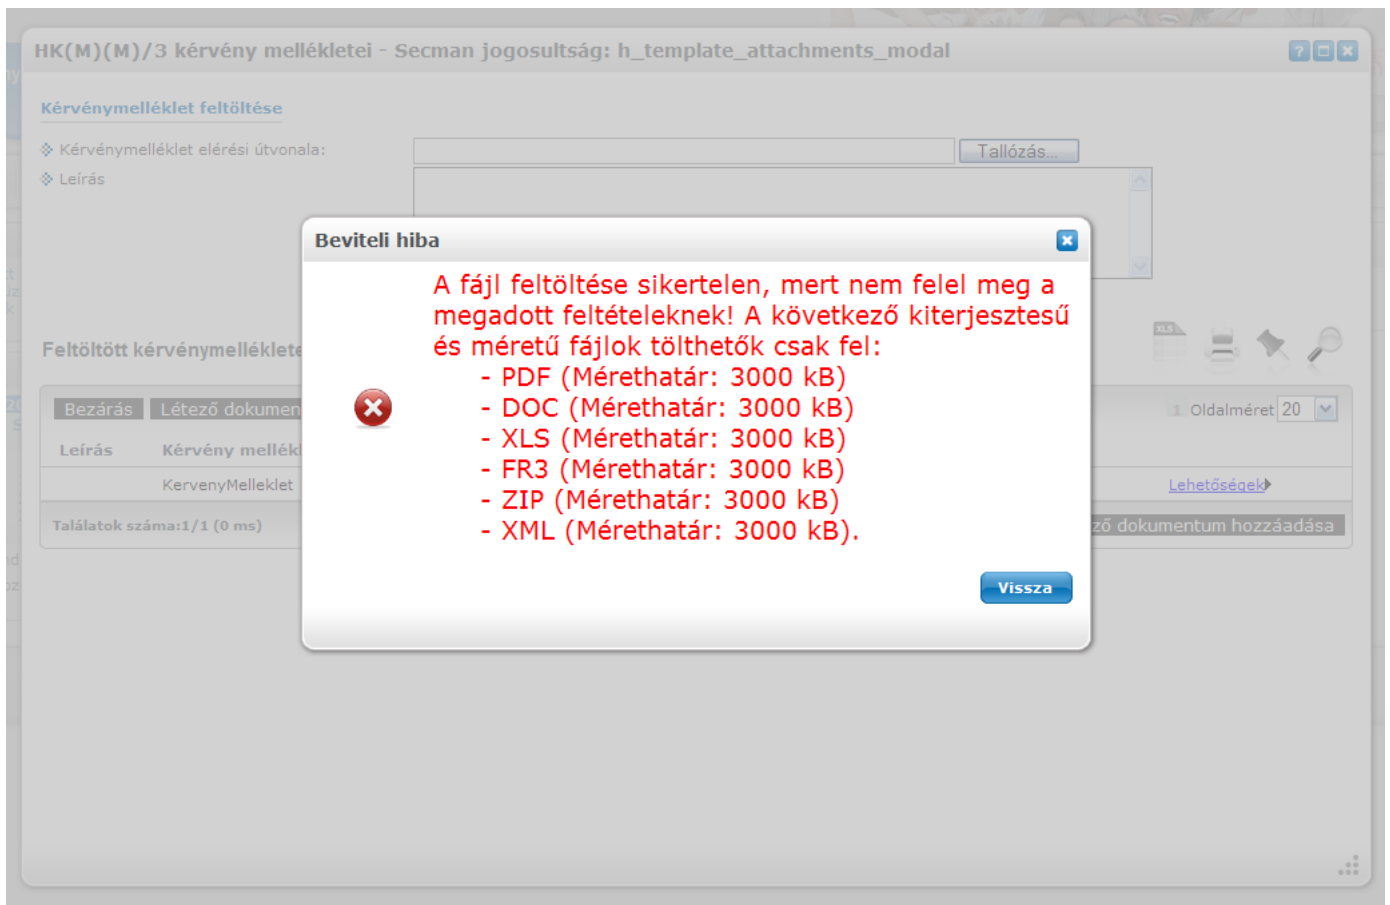 HK(M)(M)/3 kérvény mellékletei - Secman jogosultság: h_template_attachments_modal
Kérvénymelléklet feltöltése
Kérvénymelléklet elérési útvonala:
Tallózás...
Leírás
Beviteli hiba
A fájl feltöltése sikertelen, mert nem felel meg a
megadott feltételeknek! A következő kiterjesztesű
és méretű fájlok tölthetők csak fel:
- PDF (Mérethatár: 3000 kB)
- DOC (Mérethatár: 3000 kB)
- XLS (Mérethatár: 3000 kB)
- FR3 (Mérethatár: 3000 kB)
- ZIP (Mérethatár: 3000 kB)
- XML (Mérethatár: 3000 kB).
Vissza
XLS
Feltöltött kérvénymelléklete
Bezárás Létező dokumen
1 Oldalméret 20
Leírás Kérvény mellékl
KervenyMelleklet
Lehetőségek
Találatok száma:1/1 (0 ms)
ző dokumentum hozzáadása